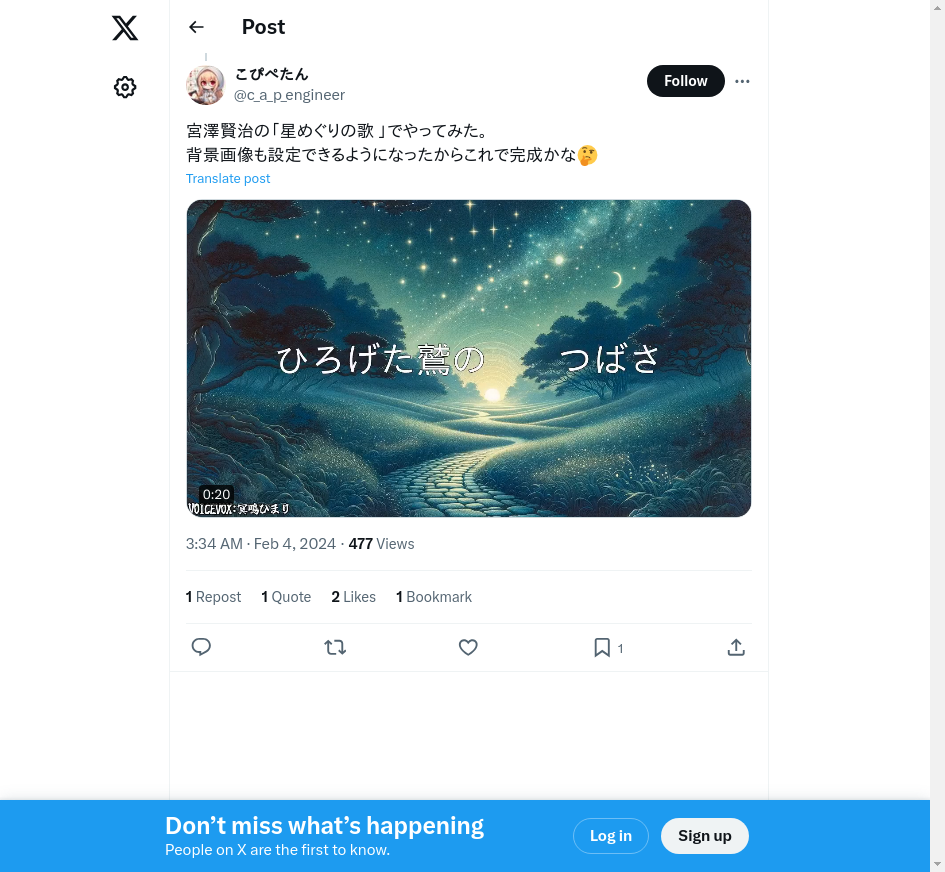 Post
こぴぺたん
@c_a_p_engineer
Follow
宮澤賢治の「星めぐりの歌 」でやってみた。
背景画像も設定できるようになったからこれで完成かな🤔
Translate post
ひろげた鷲の　　つばさ
0:20
VOICEVOX:冥鳴ひまり
3:34 AM · Feb 4, 2024 · 477 Views
1 Repost 1 Quote 2 Likes 1 Bookmark
1
Don’t miss what’s happening
People on X are the first to know.
Log in
Sign up